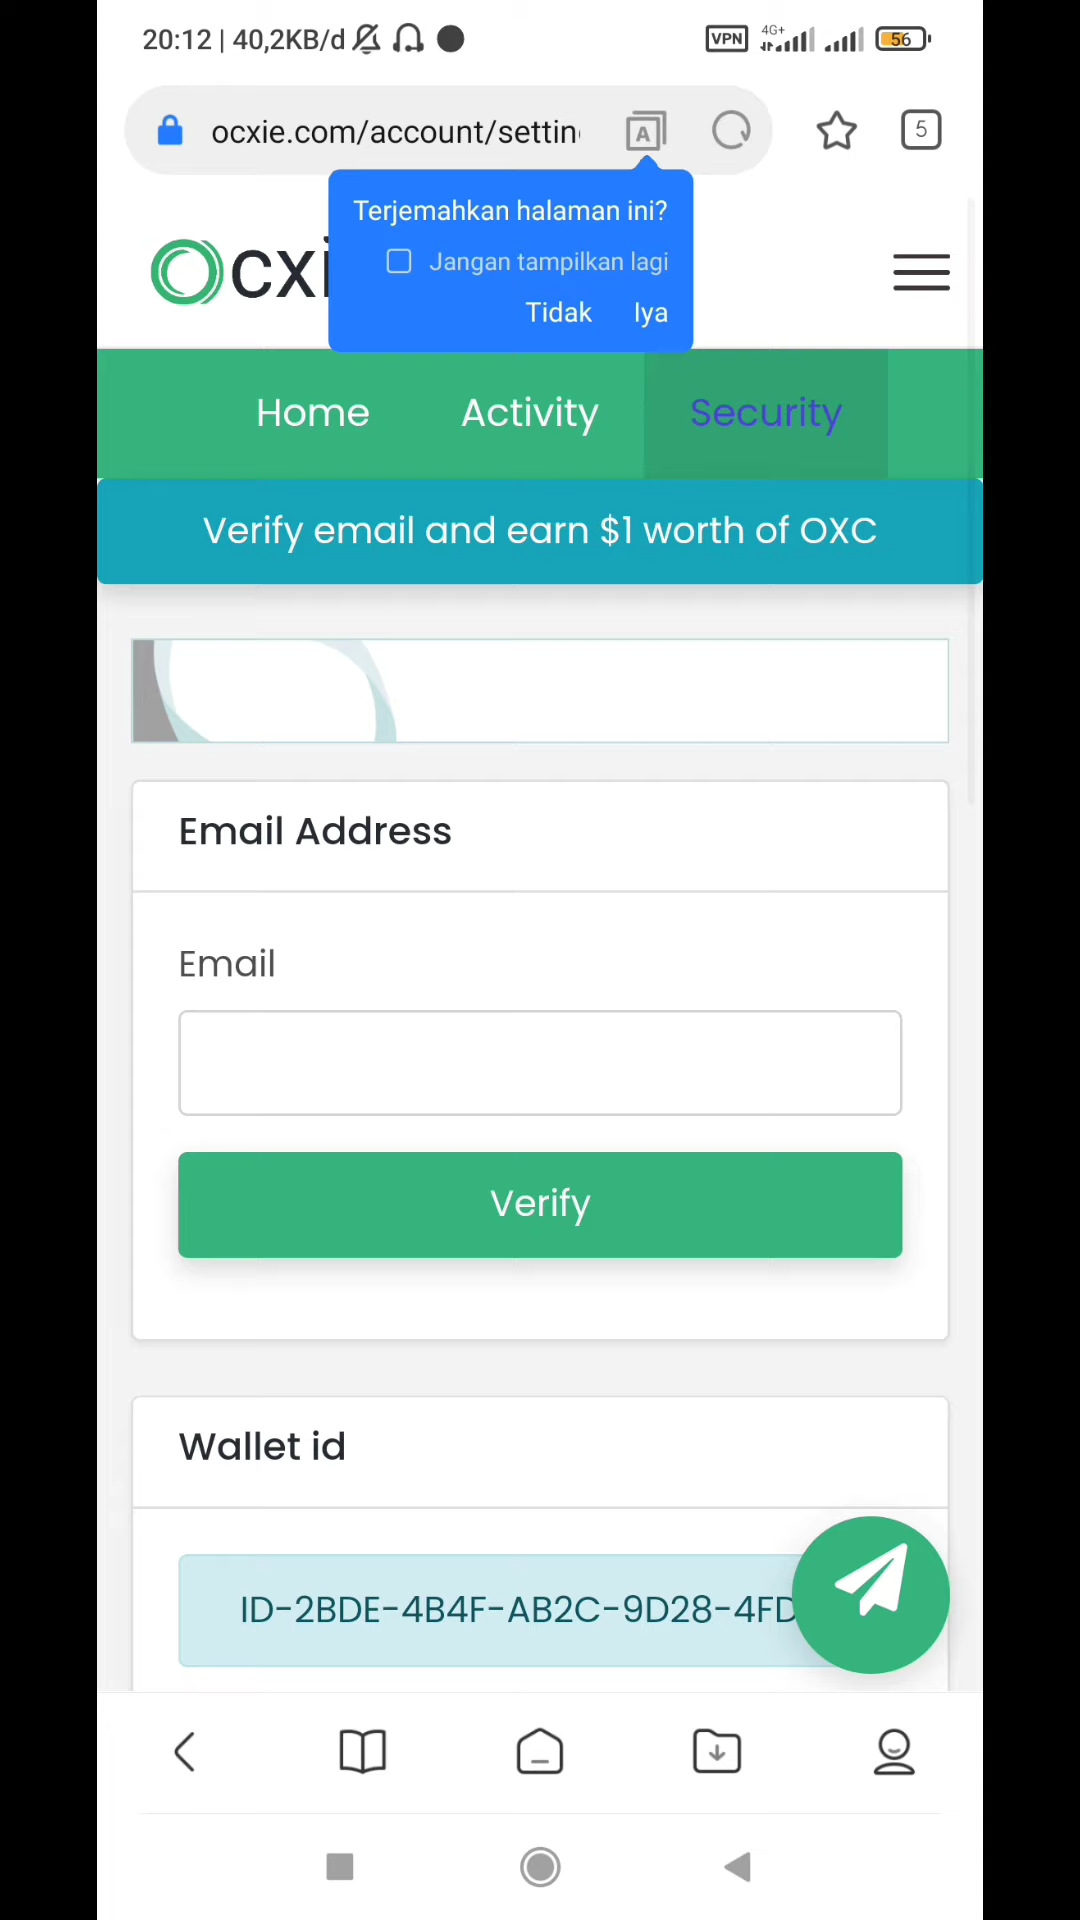 20:12 | 40,2KB/d
VPN 4G+ 56
ocxie.com/account/settin
A
5
Terjemahkan halaman ini?
Jangan tampilkan lagi
Tidak Iya
Ocxi
Home Activity Security
Verify email and earn $1 worth of OXC
Email Address
Email
Verify
Wallet id
ID-2BDE-4B4F-AB2C-9D28-4FD